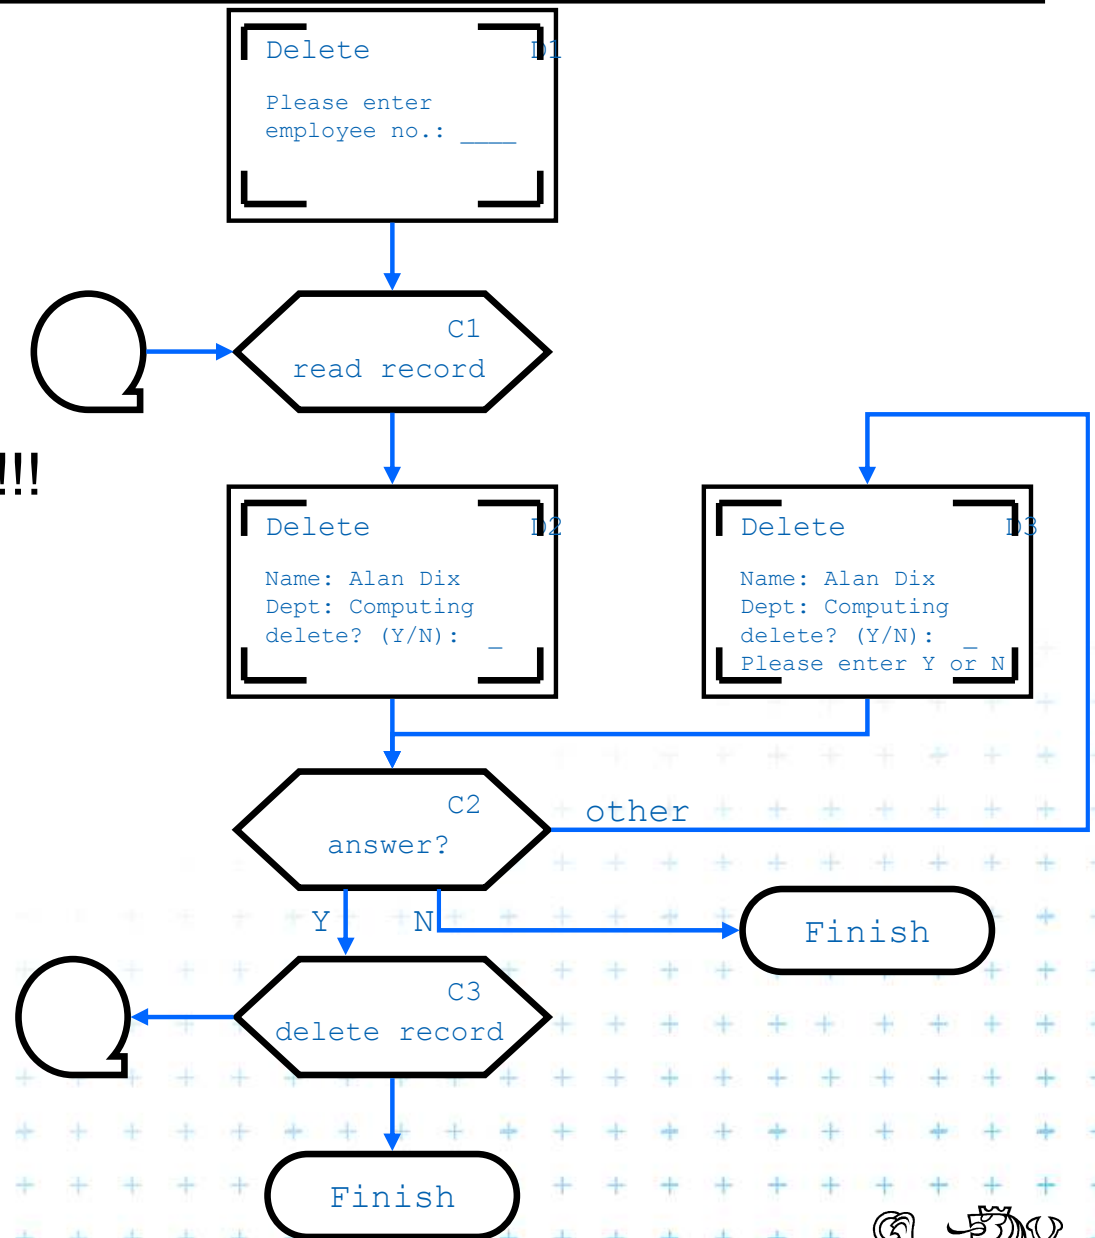 Delete D1
Please enter
employee no.: ____
C1
read record
!!!
Delete D2
Name: Alan Dix
Dept: Computing
delete? (Y/N): _
Delete D3
Name: Alan Dix
Dept: Computing
delete? (Y/N): _
Please enter Y or N
C2
answer?
other
Y
N
Finish
C3
delete record
Finish